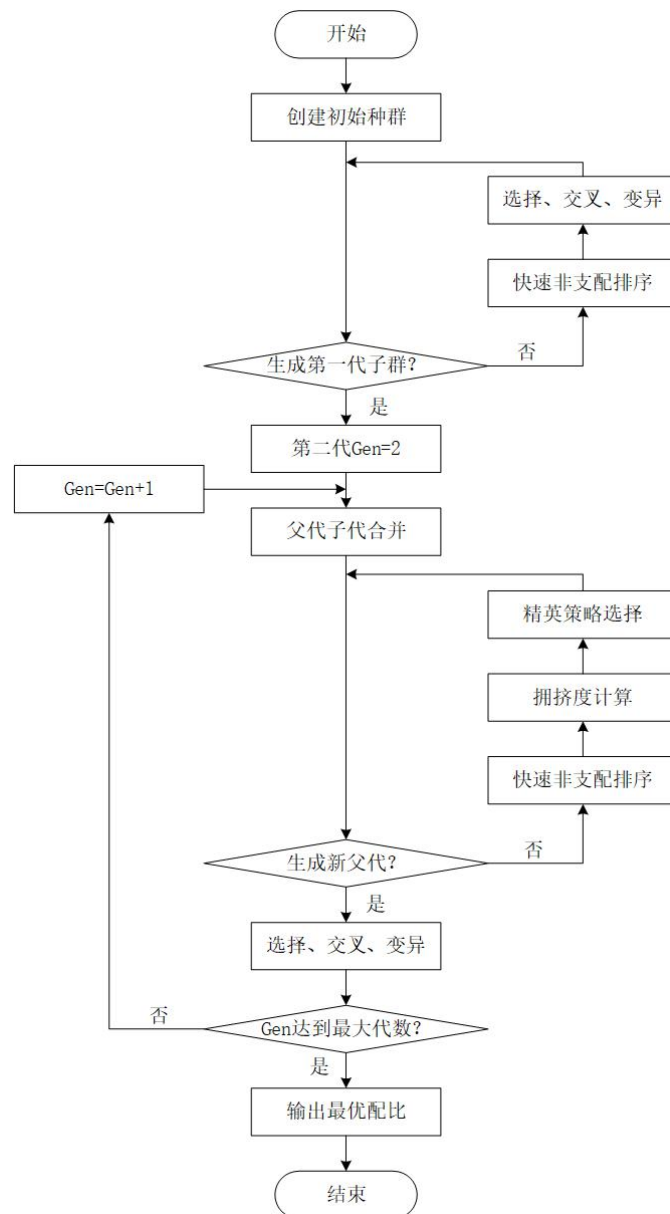 开始
创建初始种群
选择、交叉、变异
快速非支配排序
生成第一代子群？
否
是
第二代Gen=2
Gen=Gen+1
父代子代合并
精英策略选择
拥挤度计算
快速非支配排序
生成新父代？
否
是
选择、交叉、变异
否
Gen达到最大代数？
是
输出最优配比
结束